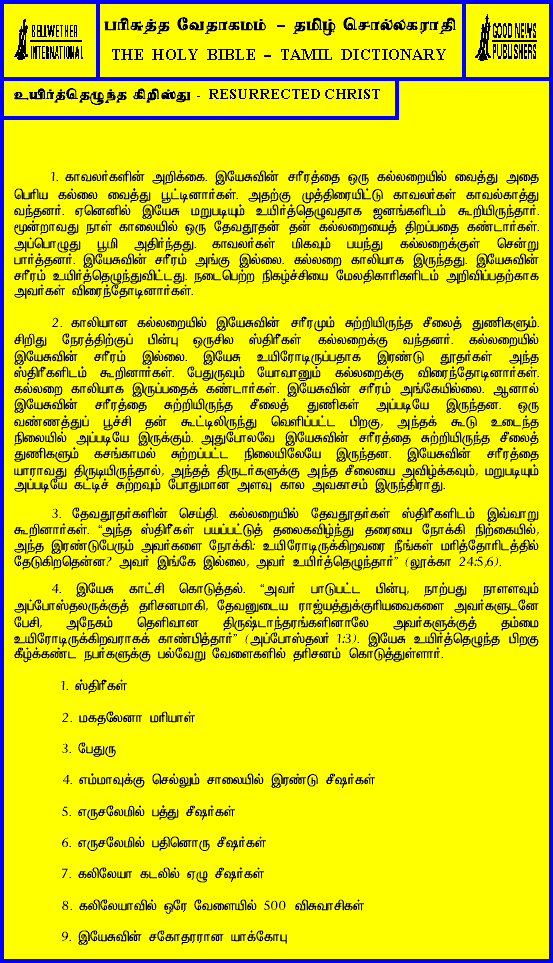 BELLWETHER
INTERNATIONAL
பரிசுத்த வேதாகமம் – தமிழ் சொல்லகராதி
THE HOLY BIBLE – TAMIL DICTIONARY
GOOD NEWS
PUBLISHERS
உயிர்த்தெழுந்த கிறிஸ்து - RESURRECTED CHRIST
1. காவலர்களின் அறிக்கை. இயேசுவின் சரீரத்தை ஒரு கல்லறையில் வைத்து அதை
பெரிய கல்லை வைத்து பூட்டினார்கள். அதற்கு முத்திரையிட்டு காவலர்கள் காவல்காத்து
வந்தனர். ஏனெனில் இயேசு மறுபடியும் உயிர்த்தெழுவதாக ஜனங்களிடம் கூறியிருந்தார்.
மூன்றாவது நாள் காலையில் ஒரு தேவதூதன் தன் கல்லறையைத் திறப்பதை கண்டார்கள்.
அப்பொழுது பூமி அதிர்ந்தது. காவலர்கள் மிகவும் பயந்து கல்லறைக்குள் சென்று
பார்த்தனர். இயேசுவின் சரீரம் அங்கு இல்லை. கல்லறை காலியாக இருந்தது. இயேசுவின்
சரீரம் உயிர்த்தெழுந்துவிட்டது. நடைபெற்ற நிகழ்ச்சியை மேலதிகாரிகளிடம் அறிவிப்பதற்காக
அவர்கள் விரைந்தோடினார்கள்.
2. காலியான கல்லறையில் இயேசுவின் சரீரமும் சுற்றியிருந்த சீலைத் துணிகளும்.
சிறிது நேரத்திற்குப் பின்பு ஒருசில ஸ்திரீகள் கல்லறைக்கு வந்தனர். கல்லறையில்
இயேசுவின் சரீரம் இல்லை. இயேசு உயிரோடிருப்பதாக இரண்டு தூதர்கள் அந்த
ஸ்திரீகளிடம் கூறினார்கள். பேதுருவும் யோவானும் கல்லறைக்கு விரைந்தோடினார்கள்.
கல்லறை காலியாக இருப்பதைக் கண்டார்கள். இயேசுவின் சரீரம் அங்கேயில்லை. ஆனால்
இயேசுவின் சரீரத்தை சுற்றியிருந்த சீலைத் துணிகள் அப்படியே இருந்தன. ஒரு
வண்ணத்துப் பூச்சி தன் கூட்டிலிருந்து வெளிப்பட்ட பிறகு, அந்தக் கூடு உடைந்த
நிலையில் அப்படியே இருக்கும். அதுபோலவே இயேசுவின் சரீரத்தை சுற்றியிருந்த சீலைத்
துணிகளும் கசங்காமல் சுற்றப்பட்ட நிலையிலேயே இருந்தன. இயேசுவின் சரீரத்தை
யாராவது திருடியிருந்தால், அந்தத் திருடர்களுக்கு அந்த சீலையை அவிழ்க்கவும், மறுபடியும்
அப்படியே கட்டிச் சுற்றவும் போதுமான அளவு கால அவகாசம் இருந்திராது.
3. தேவதூதர்களின் செய்தி. கல்லறையில் தேவதூதர்கள் ஸ்திரீகளிடம் இவ்வாறு
கூறினார்கள். “அந்த ஸ்திரீகள் பயப்பட்டுத் தலைகவிழ்ந்து தரையை நோக்கி நிற்கையில்,
அந்த இரண்டுபேரும் அவர்களை நோக்கி: உயிரோடிருக்கிறவரை நீங்கள் மரித்தோரிடத்தில்
தேடுகிறதென்ன? அவர் இங்கே இல்லை, அவர் உயிர்த்தெழுந்தார்” (லூக்கா 24:5,6).
4. இயேசு காட்சி கொடுத்தல். “அவர் பாடுபட்ட பின்பு, நாற்பது நாளளவும்
அப்போஸ்தலருக்குத் தரிசனமாகி, தேவனுடைய ராஜ்யத்துக்குரியவைகளை அவர்களுடனே
பேசி, அநேகம் தெளிவான திருஷ்டாந்தரங்களினாலே அவர்களுக்குத் தம்மை
உயிரோடிருக்கிறவராகக் காண்பித்தார்” (அப்போஸ்தலர் 1:3). இயேசு உயிர்த்தெழுந்த பிறகு
கீழ்க்கண்ட நபர்களுக்கு பல்வேறு வேளைகளில் தரிசனம் கொடுத்துள்ளார்.
1. ஸ்திரீகள்
2. மகதலேனா மரியாள்
3. பேதுரு
4. எம்மாவுக்கு செல்லும் சாலையில் இரண்டு சீஷர்கள்
5. எருசலேமில் பத்து சீஷர்கள்
6. எருசலேமில் பதினொரு சீஷர்கள்
7. கலிலேயா கடலில் ஏழு சீஷர்கள்
8. கலிலேயாவில் ஒரே வேளையில் 500 விசுவாசிகள்
9. இயேசுவின் சகோதரரான யாக்கோபு